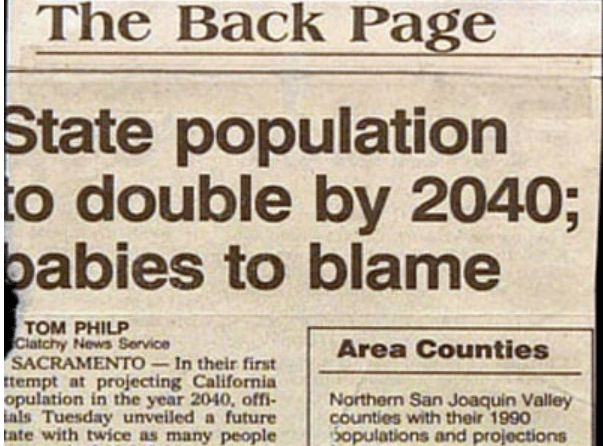 The Back Page
State population
to double by 2040;
babies to blame
TOM PHILP
Clatchy News Service
SACRAMENTO — In their first
ttempt at projecting California
opulation in the year 2040, offi-
ials Tuesday unveiled a future
ate with twice as many people
Area Counties
Northern San Joaquin Valley
counties with their 1990
populations and projections